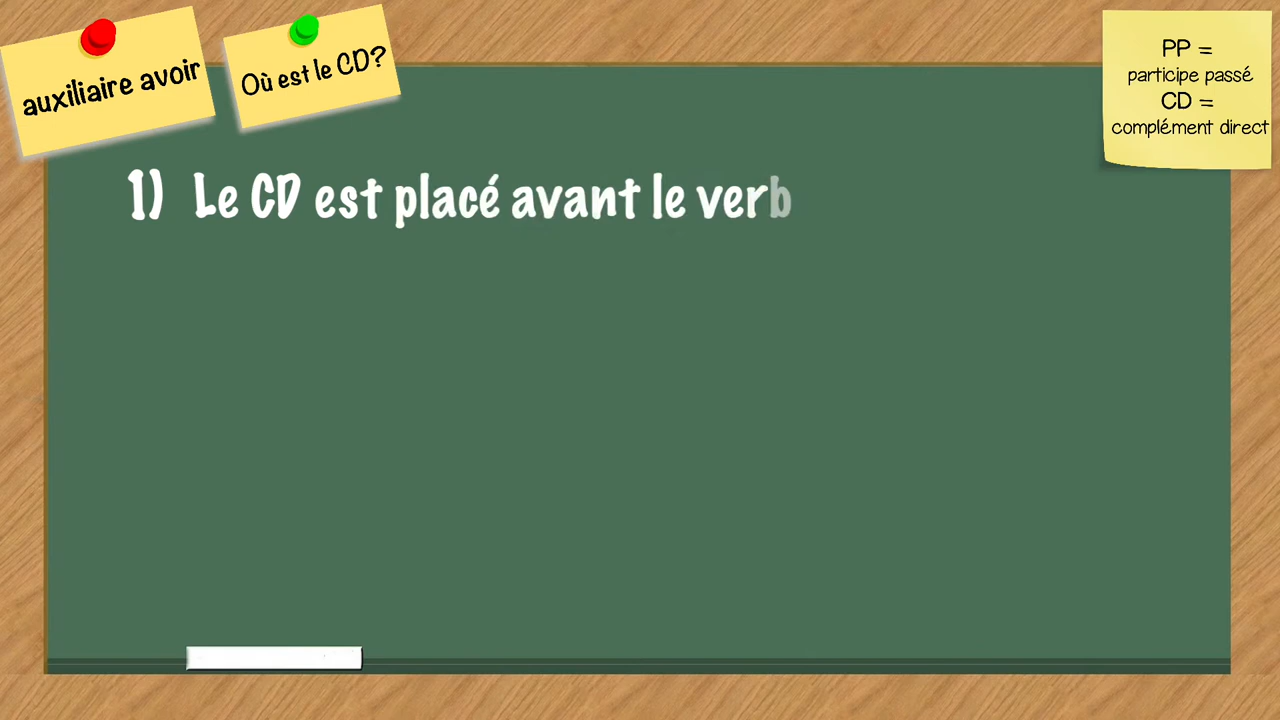 auxiliaire avoir
Où est le CD?
PP =
participe passé
CD =
complément direct
1) Le CD est placé avant le verb